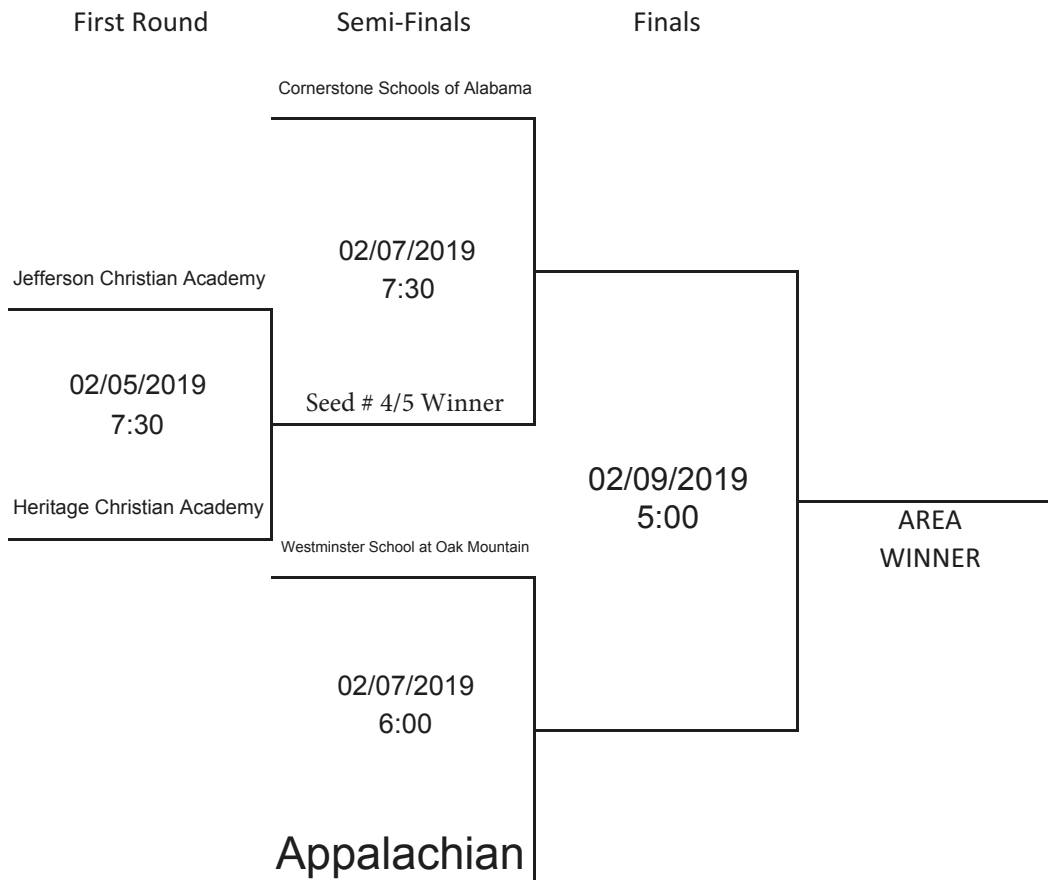 First Round
Semi-Finals
Finals
Cornerstone Schools of Alabama
02/07/2019
7:30
Jefferson Christian Academy
02/05/2019
7:30
Seed # 4/5 Winner
Heritage Christian Academy
02/09/2019
5:00
AREA
WINNER
Westminster School at Oak Mountain
02/07/2019
6:00
Appalachian